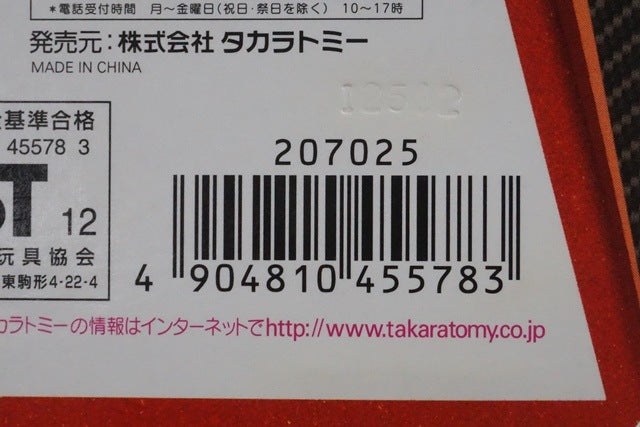 *電話受付時間 月~金曜日(祝日・祭日を除く) 10~17時
発売元:株式会社 タカラトミー
MADE IN CHINA
基準合格
45578 3
ST 12
玩具協会
東駒形4-22-4
207025
4 904810 455783
カラトミーの情報はインターネットでhttp://www.takaratomy.co.jp